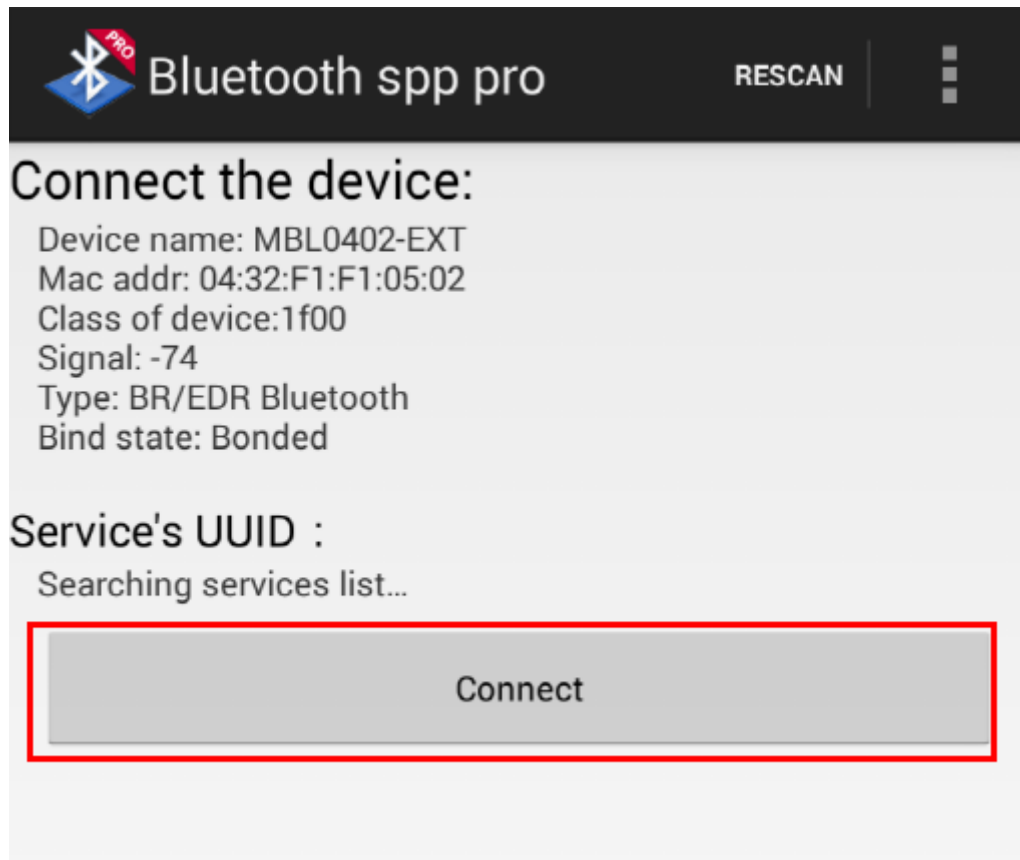 PRO
Bluetooth spp pro
RESCAN
Connect the device:
Device name: MBL0402-EXT
Mac addr: 04:32:F1:F1:05:02
Class of device:1f00
Signal: -74
Type: BR/EDR Bluetooth
Bind state: Bonded
Service's UUID :
Searching services list...
Connect